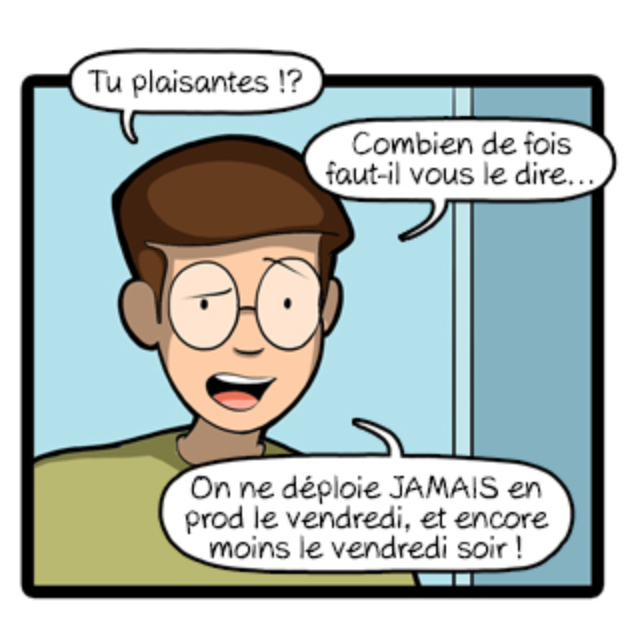 Tu plaisantes !?
Combien de fois
faut-il vous le dire...
On ne déploie JAMAIS en
prod le vendredi, et encore
moins le vendredi soir !